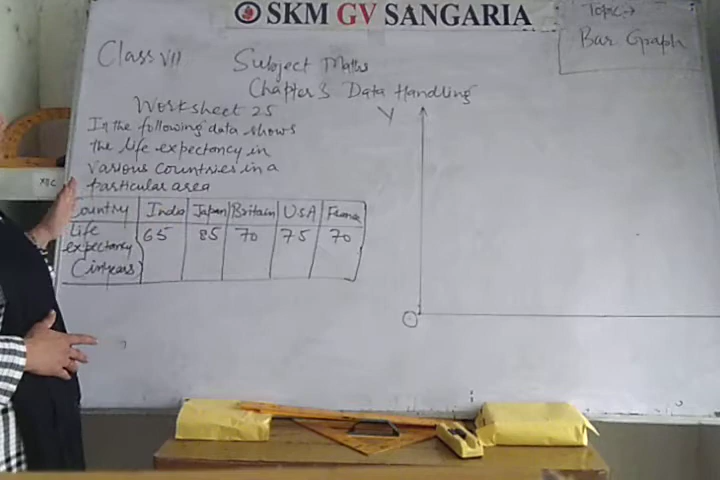 SKM GV SANGARIA
Topic:→
Bar Graph
Class VII
Subject Maths
Chapter 3 Data Handling
Worksheet 25
In the following data shows
the life expectancy in
various countries in a
particular area
Country India Japan Britain USA France
Life expectancy (in years) 65 85 70 75 70
Y
O